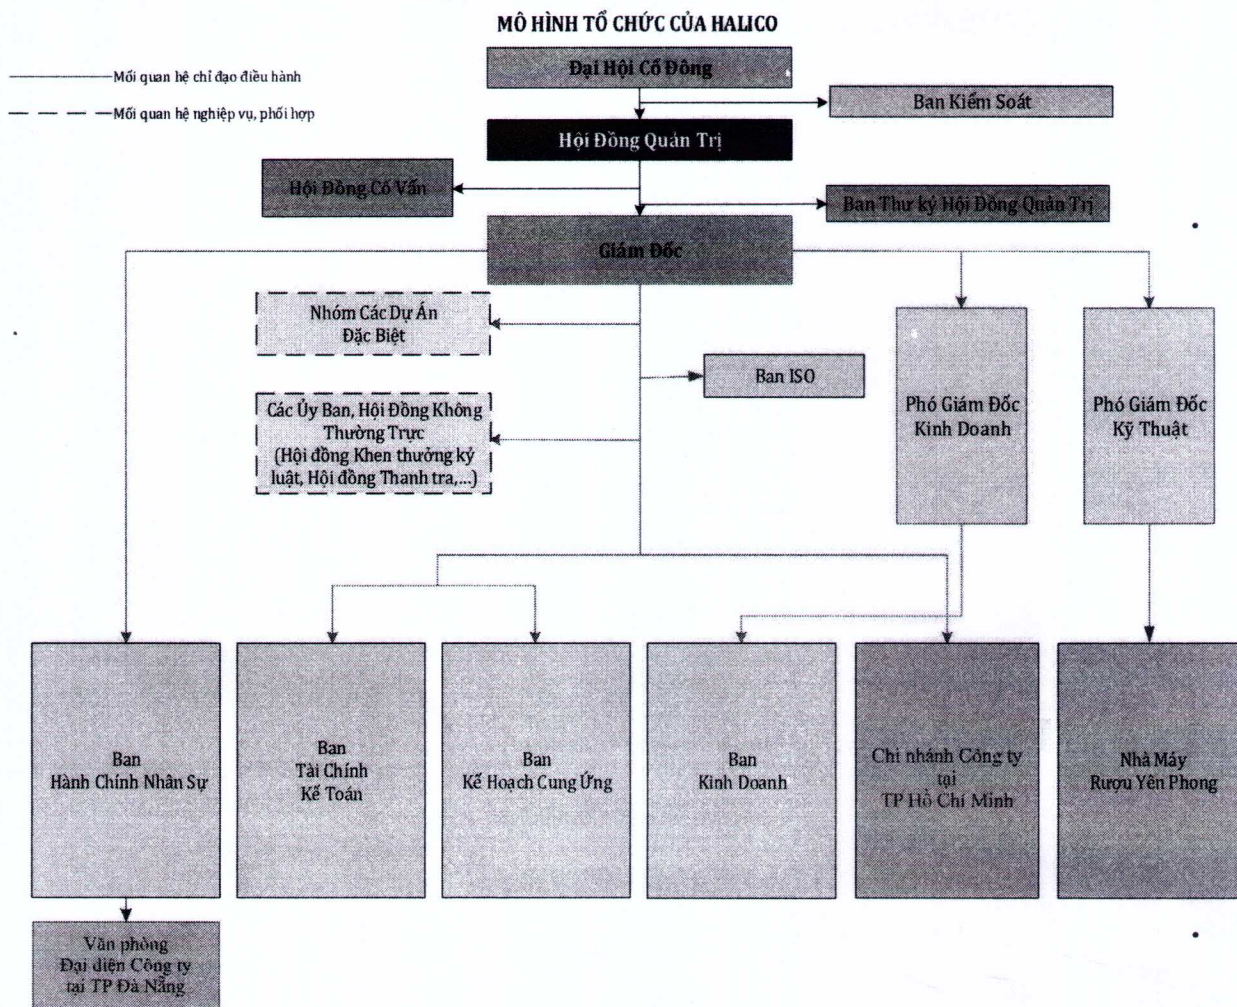 MÔ HÌNH TỔ CHỨC CỦA HALICO
Đại Hội Cổ Đông
Mối quan hệ chỉ đạo điều hành
Ban Kiểm Soát
Mối quan hệ nghiệp vụ, phối hợp
Hội Đồng Quản Trị
Hội Đồng Cố Vấn
Ban Thư ký Hội Đồng Quản Trị
Giám Đốc
Nhóm Các Dự Án
Đặc Biệt
Ban ISO
Các Ủy Ban, Hội Đồng Không
Thường Trực
(Hội đồng Khen thưởng kỷ
luật, Hội đồng Thanh tra,...)
Phó Giám Đốc
Kinh Doanh
Phó Giám Đốc
Kỹ Thuật
Ban
Hành Chính Nhân Sự
Ban
Tài Chính
Kế Toán
Ban
Kế Hoạch Cung Ứng
Ban
Kinh Doanh
Chi nhánh Công ty
tại
TP Hồ Chí Minh
Nhà Máy
Rượu Yên Phong
Văn phòng
Đại diện Công ty
tại TP Đà Nẵng